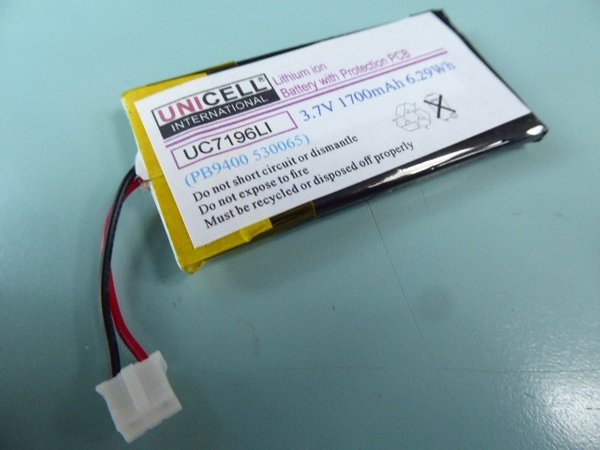 UNICELL®
INTERNATIONAL
Lithium ion
Battery with Protection PCB
UC7196LI
3.7V 1700mAh 6.29Wh
(PB9400 530065)
Do not short circuit or dismantle
Do not expose to fire
Must be recycled or disposed off properly